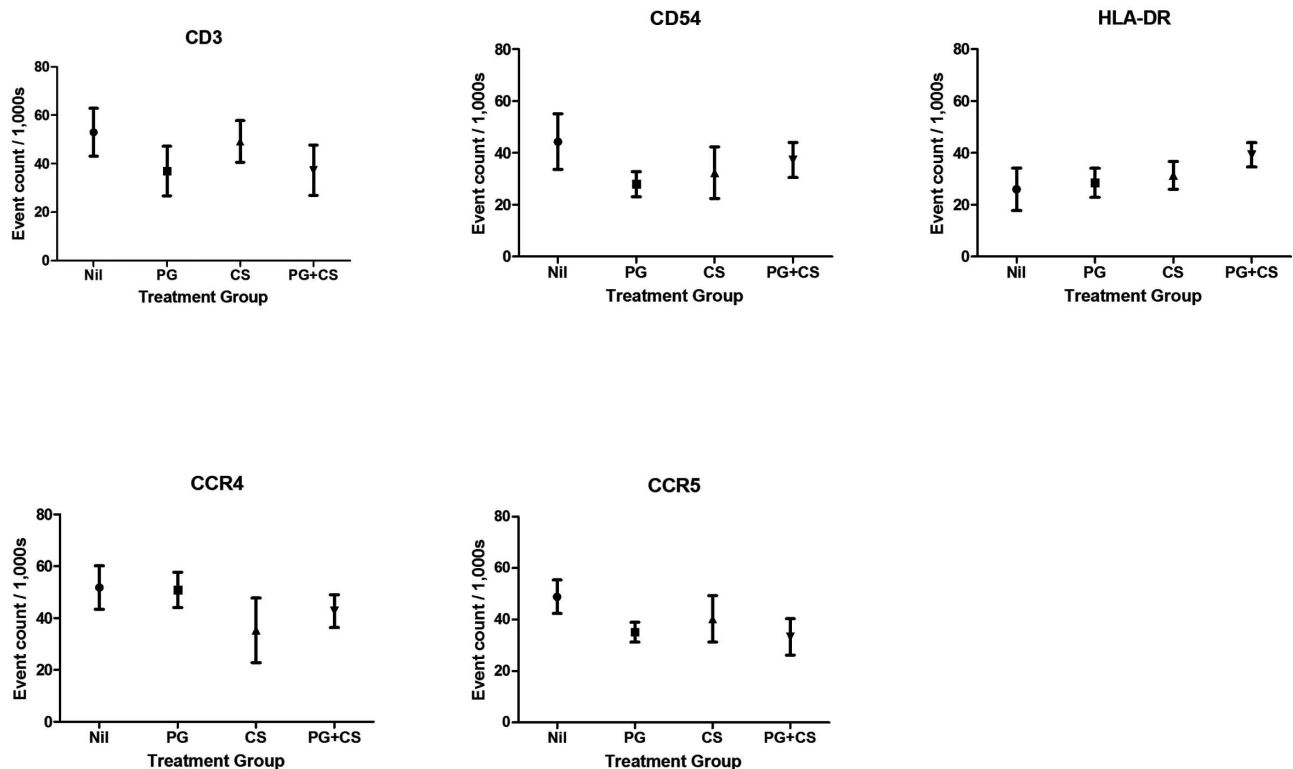 CD3
Event count / 1,000s
80
60
40
20
0
Nil PG CS PG+CS
Treatment Group
CD54
Event count / 1,000s
80
60
40
20
0
Nil PG CS PG+CS
Treatment Group
HLA-DR
Event count / 1,000s
80
60
40
20
0
Nil PG CS PG+CS
Treatment Group
CCR4
Event count / 1,000s
80
60
40
20
0
Nil PG CS PG+CS
Treatment Group
CCR5
Event count / 1,000s
80
60
40
20
0
Nil PG CS PG+CS
Treatment Group